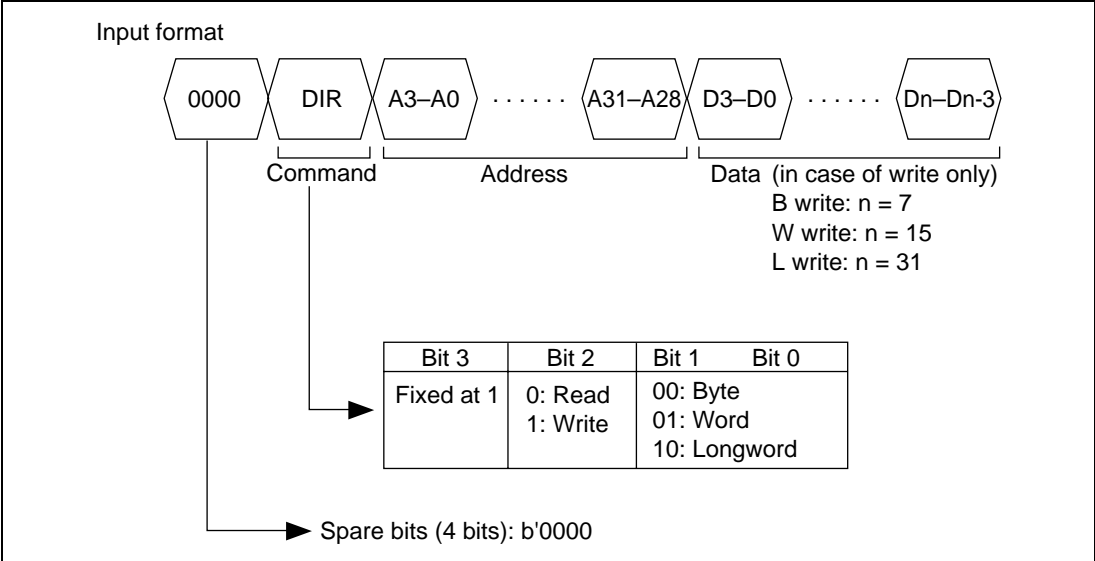 Input format
0000 DIR A3–A0 · · · · · · A31–A28 D3–D0 · · · · · · Dn–Dn-3
Command Address Data (in case of write only)
B write: n = 7
W write: n = 15
L write: n = 31
Bit 3 Bit 2 Bit 1 Bit 0
Fixed at 1 0: Read 00: Byte
1: Write 01: Word
10: Longword
Spare bits (4 bits): b'0000